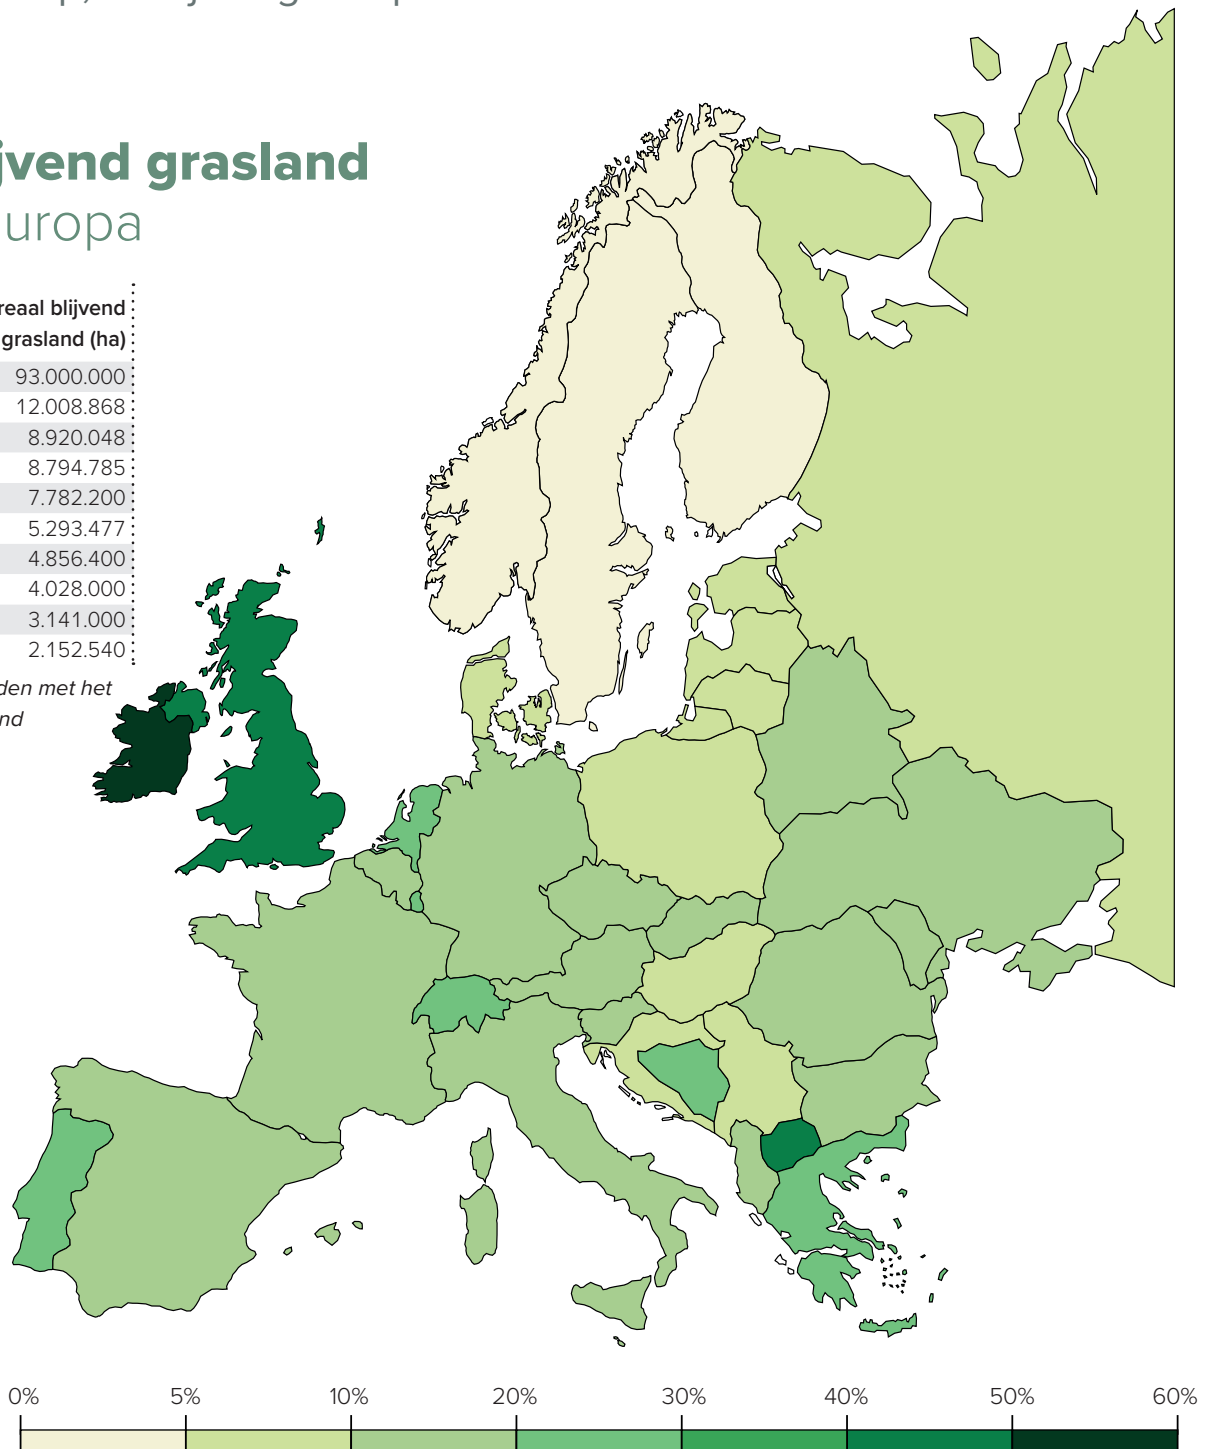 jvend grasland
uropa
reaal blijvend
grasland (ha)
93.000.000
12.008.868
8.920.048
8.794.785
7.782.200
5.293.477
4.856.400
4.028.000
3.141.000
2.152.540
den met het
nd
0% 5% 10% 20% 30% 40% 50% 60%